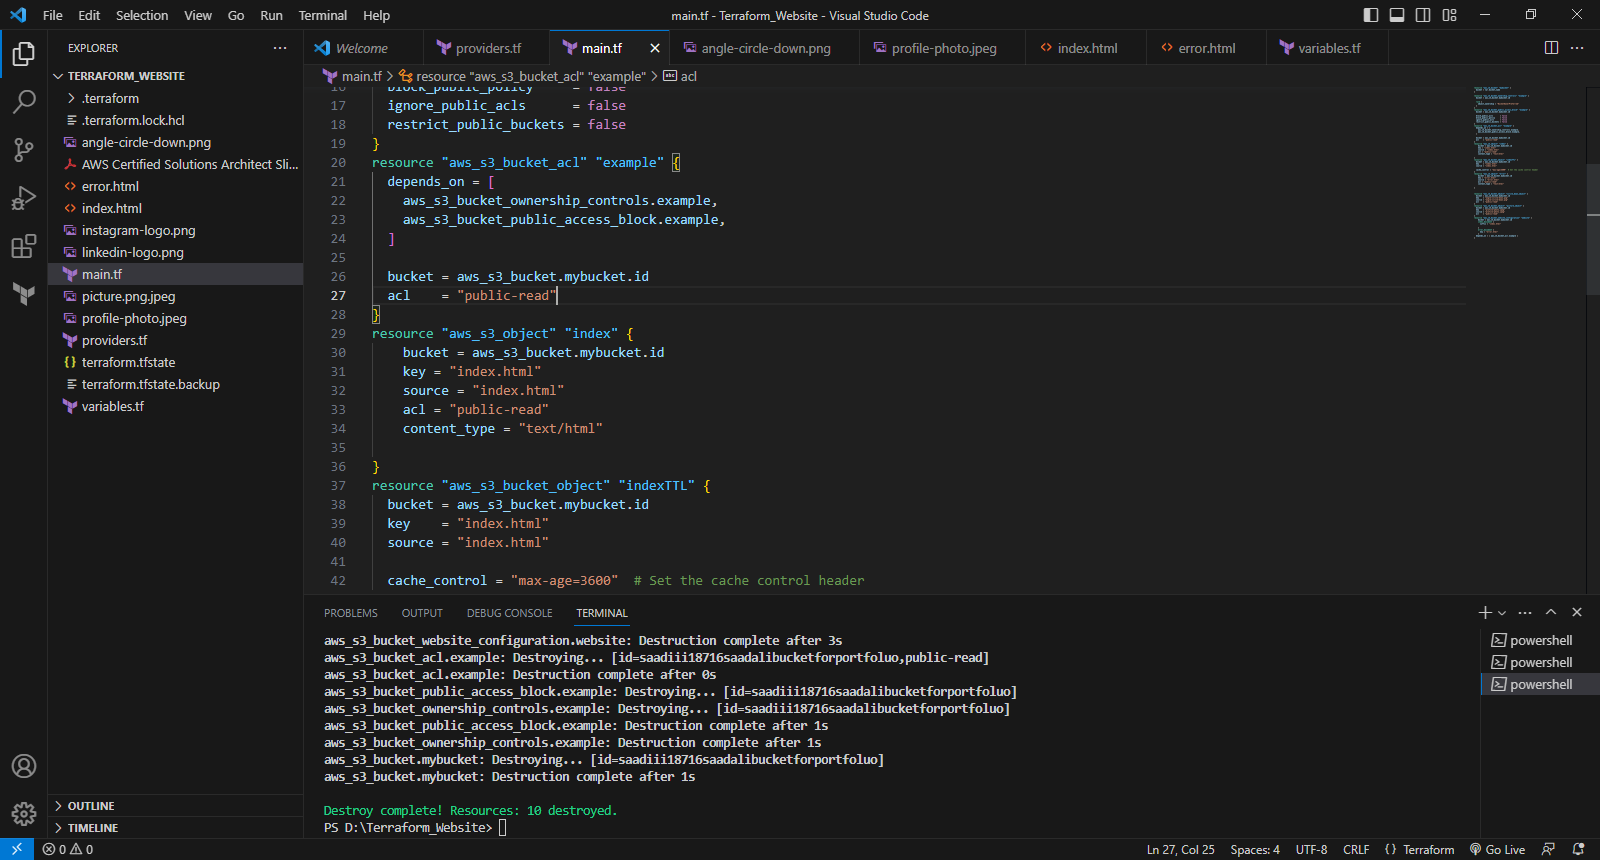 File Edit Selection View Go Run Terminal Help
main.tf - Terraform_Website - Visual Studio Code
EXPLORER
TERRAFORM_WEBSITE
.terraform
.terraform.lock.hcl
angle-circle-down.png
AWS Certified Solutions Architect Sli...
error.html
index.html
instagram-logo.png
linkedin-logo.png
main.tf
picture.png.jpeg
profile-photo.jpeg
providers.tf
terraform.tfstate
terraform.tfstate.backup
variables.tf
OUTLINE
TIMELINE
Welcome providers.tf main.tf angle-circle-down.png profile-photo.jpeg index.html error.html variables.tf
main.tf > resource "aws_s3_bucket_acl" "example" > acl
16 block_public_policy = false
17 ignore_public_acls = false
18 restrict_public_buckets = false
19 }
20 resource "aws_s3_bucket_acl" "example" {
21 depends_on = [
22 aws_s3_bucket_ownership_controls.example,
23 aws_s3_bucket_public_access_block.example,
24 ]
25
26 bucket = aws_s3_bucket.mybucket.id
27 acl = "public-read"
28 }
29 resource "aws_s3_object" "index" {
30 bucket = aws_s3_bucket.mybucket.id
31 key = "index.html"
32 source = "index.html"
33 acl = "public-read"
34 content_type = "text/html"
35
36 }
37 resource "aws_s3_bucket_object" "indexTTL" {
38 bucket = aws_s3_bucket.mybucket.id
39 key = "index.html"
40 source = "index.html"
41
42 cache_control = "max-age=3600" # Set the cache control header
PROBLEMS OUTPUT DEBUG CONSOLE TERMINAL
aws_s3_bucket_website_configuration.website: Destruction complete after 3s
aws_s3_bucket_acl.example: Destroying... [id=saadiii18716saadalibucketforportfoluo,public-read]
aws_s3_bucket_acl.example: Destruction complete after 0s
aws_s3_bucket_public_access_block.example: Destroying... [id=saadiii18716saadalibucketforportfoluo]
aws_s3_bucket_ownership_controls.example: Destroying... [id=saadiii18716saadalibucketforportfoluo]
aws_s3_bucket_public_access_block.example: Destruction complete after 1s
aws_s3_bucket_ownership_controls.example: Destruction complete after 1s
aws_s3_bucket.mybucket: Destroying... [id=saadiii18716saadalibucketforportfoluo]
aws_s3_bucket.mybucket: Destruction complete after 1s
Destroy complete! Resources: 10 destroyed.
PS D:\Terraform_Website>
powershell
powershell
powershell
0 0 Ln 27, Col 25 Spaces: 4 UTF-8 CRLF {} Terraform Go Live